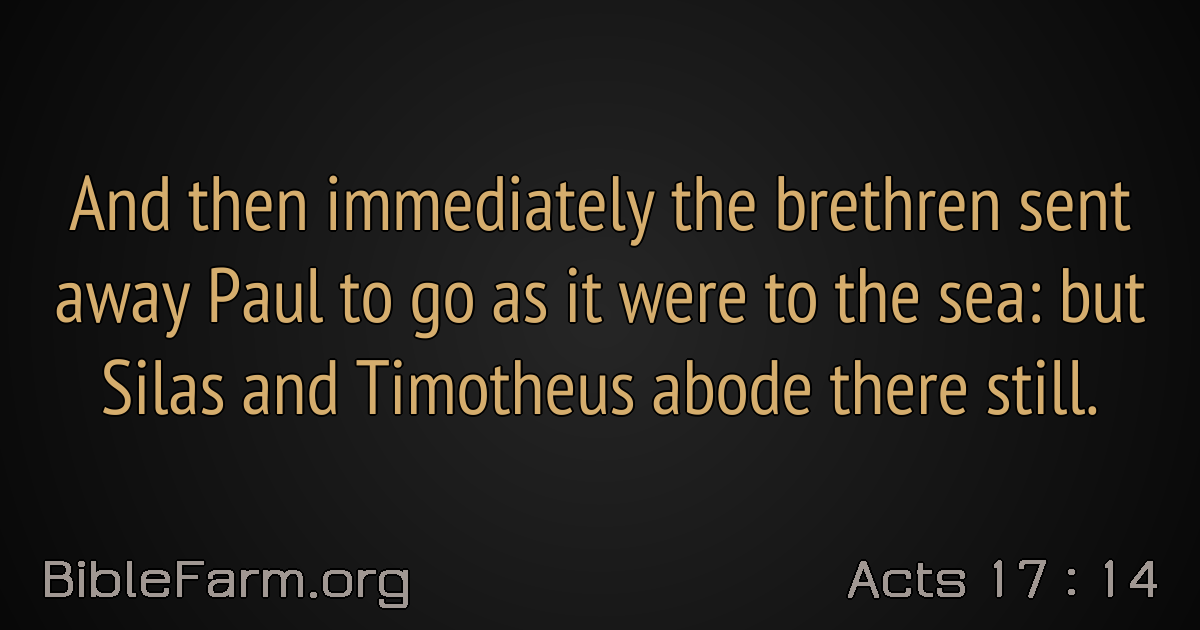 And then immediately the brethren sent
away Paul to go as it were to the sea: but
Silas and Timotheus abode there still.
BibleFarm.org
Acts 17 : 14